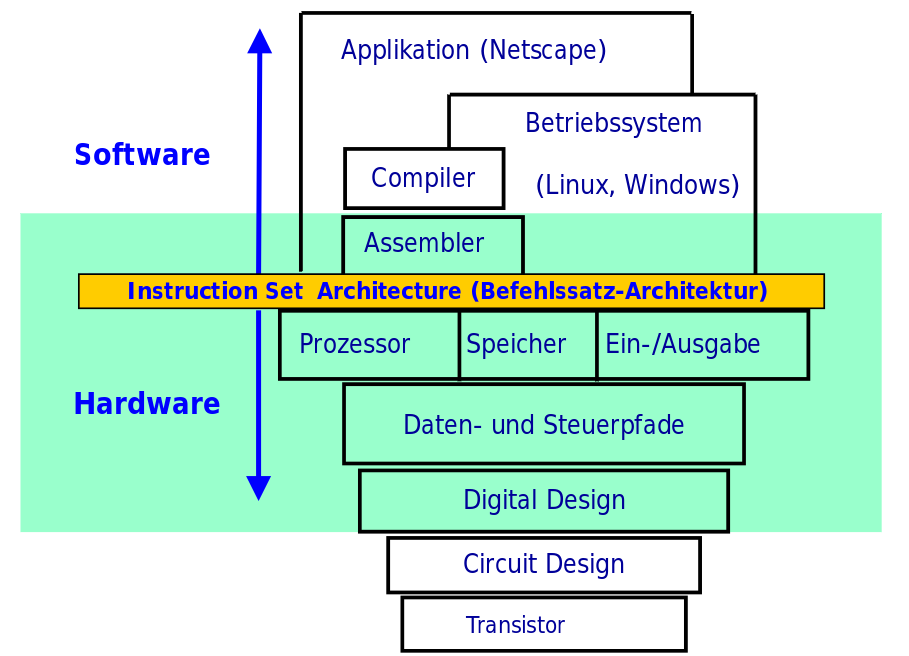 Applikation (Netscape)
Betriebssystem
Software
Compiler
(Linux, Windows)
Assembler
Instruction Set Architecture (Befehlssatz-Architektur)
Prozessor
Speicher
Ein-/Ausgabe
Hardware
Daten- und Steuerpfade
Digital Design
Circuit Design
Transistor